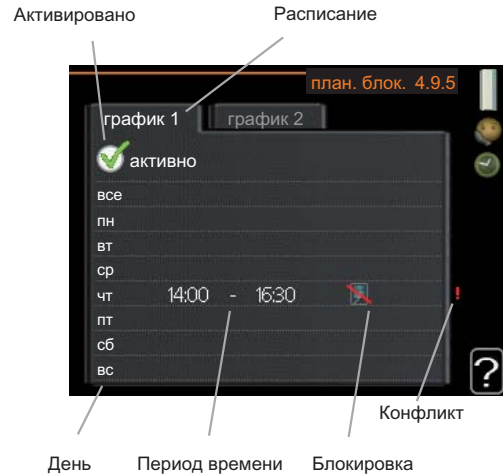 Активировано
Расписание
план. блок. 4.9.5
график 1
график 2
активно
все
пн
вт
ср
чт 14:00 - 16:30 !
пт
сб
вс
?
Конфликт
День
Период времени
Блокировка